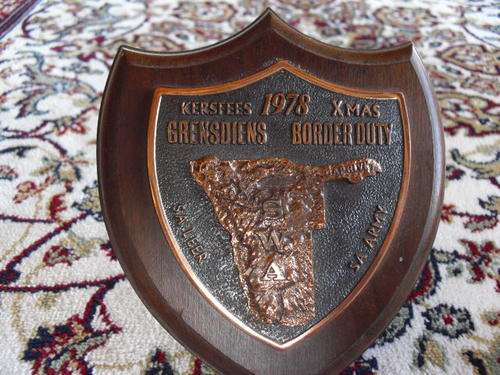 KERSFEES 1978 XMAS
GRENSDIENS BORDER DUTY
S
W
A
SA LEËR
SA ARMY